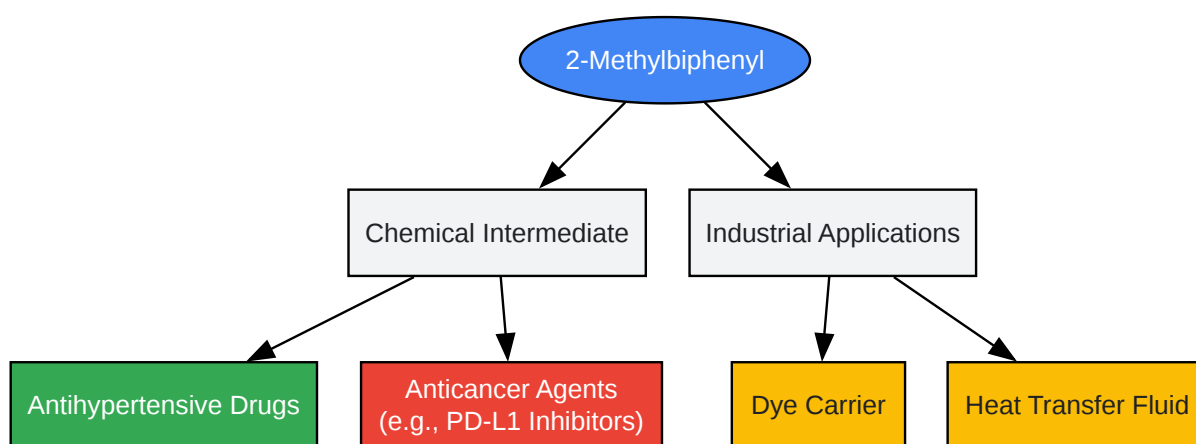 2-Methylbiphenyl
Chemical Intermediate
Industrial Applications
Antihypertensive Drugs
Anticancer Agents
(e.g., PD-L1 Inhibitors)
Dye Carrier
Heat Transfer Fluid